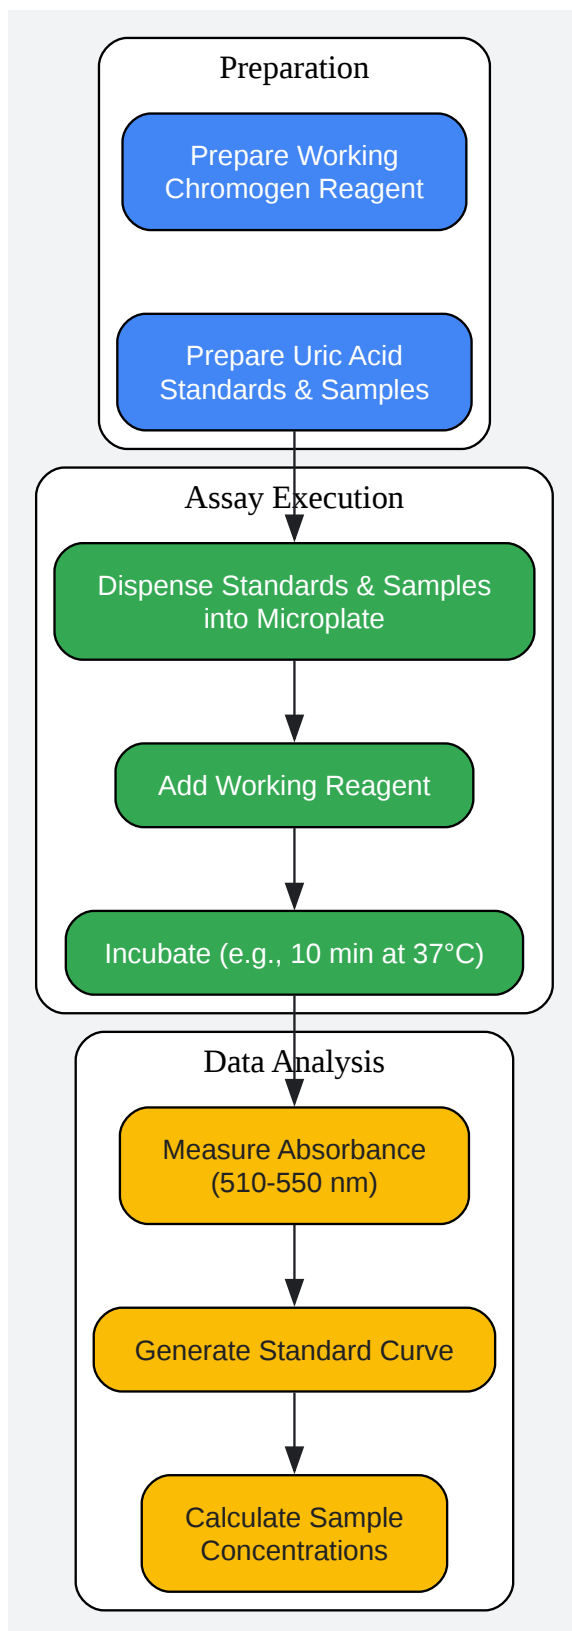 Preparation
Prepare Working
Chromogen Reagent
Prepare Uric Acid
Standards & Samples
Assay Execution
Dispense Standards & Samples
into Microplate
Add Working Reagent
Incubate (e.g., 10 min at 37°C)
Data Analysis
Measure Absorbance
(510-550 nm)
Generate Standard Curve
Calculate Sample
Concentrations